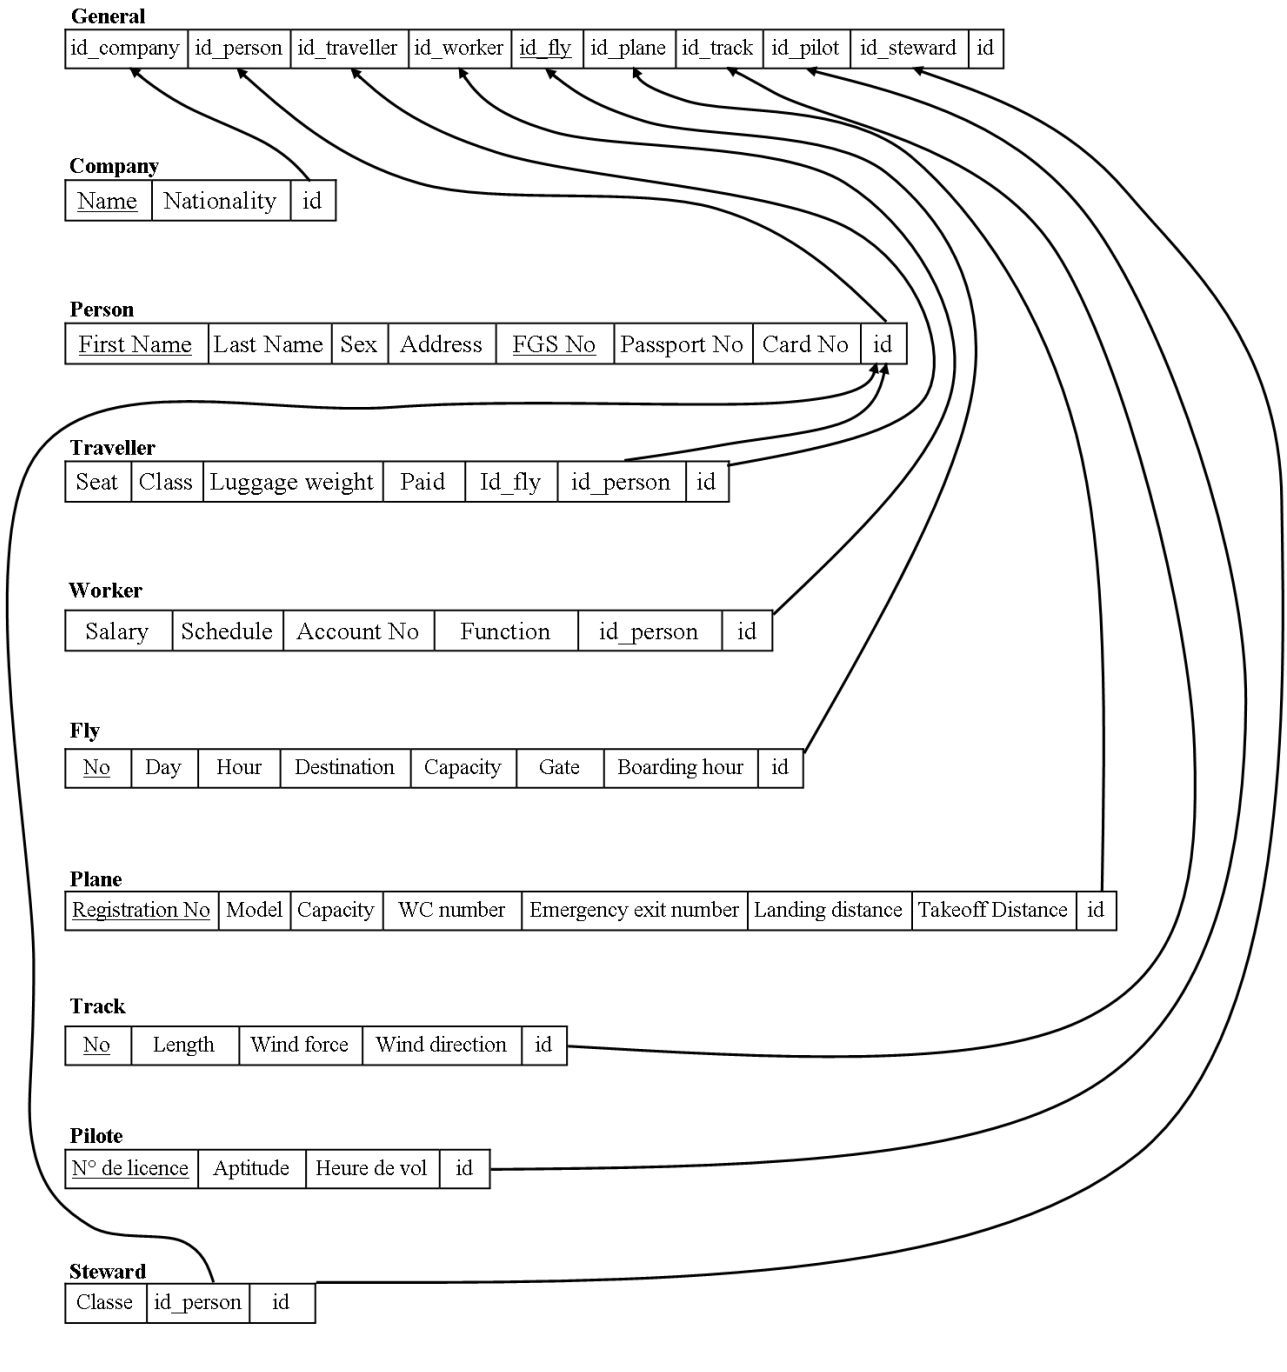 General
id_company id_person id_traveller id_worker id_fly id_plane id_track id_pilot id_steward id
Company
Name Nationality id
Person
First Name Last Name Sex Address FGS No Passport No Card No id
Traveller
Seat Class Luggage weight Paid Id_fly id_person id
Worker
Salary Schedule Account No Function id_person id
Fly
No Day Hour Destination Capacity Gate Boarding hour id
Plane
Registration No Model Capacity WC number Emergency exit number Landing distance Takeoff Distance id
Track
No Length Wind force Wind direction id
Pilote
N° de licence Aptitude Heure de vol id
Steward
Classe id_person id